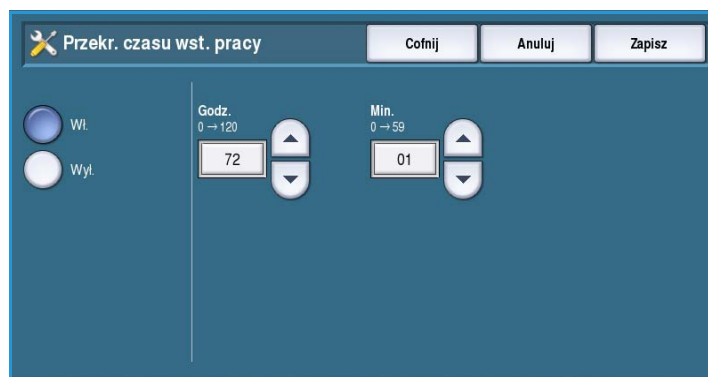 Przekr. czasu wst. pracy
Cofnij
Anuluj
Zapisz
Wł.
Wył.
Godz.
0→120
72
Min.
0→59
01